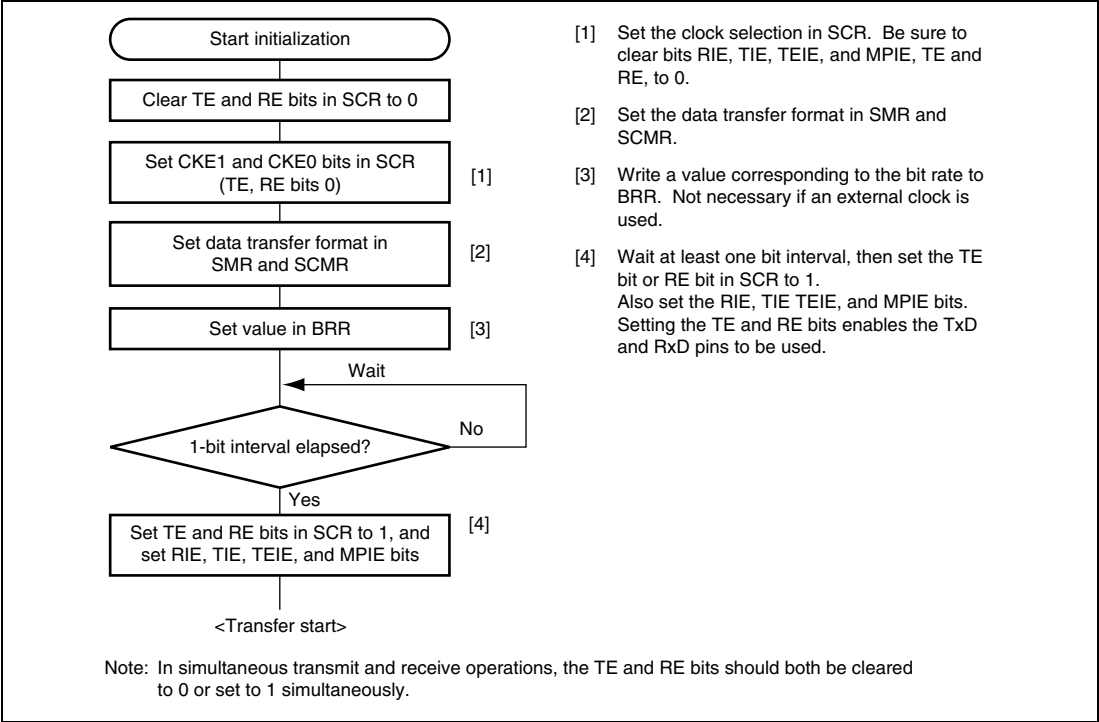 Start initialization
Clear TE and RE bits in SCR to 0
Set CKE1 and CKE0 bits in SCR
(TE, RE bits 0)
[1]
Set data transfer format in
SMR and SCMR
[2]
Set value in BRR
[3]
Wait
No
1-bit interval elapsed?
Yes
Set TE and RE bits in SCR to 1, and
set RIE, TIE, TEIE, and MPIE bits
[4]
<Transfer start>
[1] Set the clock selection in SCR. Be sure to
clear bits RIE, TIE, TEIE, and MPIE, TE and
RE, to 0.
[2] Set the data transfer format in SMR and
SCMR.
[3] Write a value corresponding to the bit rate to
BRR. Not necessary if an external clock is
used.
[4] Wait at least one bit interval, then set the TE
bit or RE bit in SCR to 1.
Also set the RIE, TIE TEIE, and MPIE bits.
Setting the TE and RE bits enables the TxD
and RxD pins to be used.
Note: In simultaneous transmit and receive operations, the TE and RE bits should both be cleared
to 0 or set to 1 simultaneously.